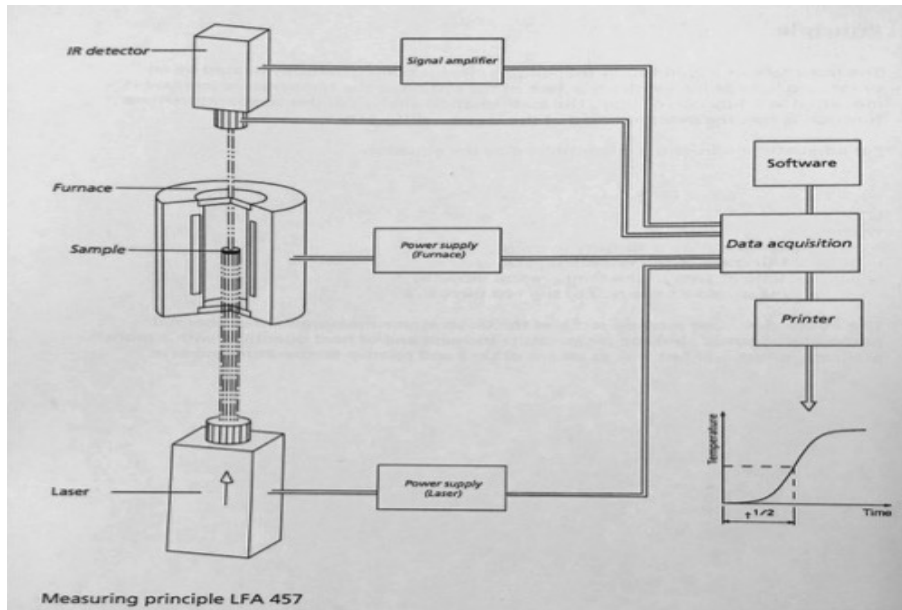 IR detector
Signal amplifier
Software
Furnace
Sample
Power supply
(Furnace)
Data acquisition
Printer
Temperature
Laser
Power supply
(Laser)
t 1/2
Time
Measuring principle LFA 457